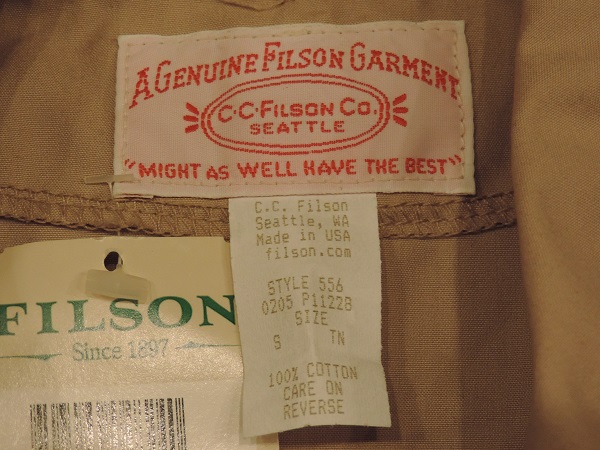 A GENUINE FILSON GARMENT
C.C. FILSON CO.
SEATTLE
"MIGHT AS WELL HAVE THE BEST"
C.C. Filson
Seattle, WA
Made in USA
filson.com
STYLE 556
0205 P1122B
SIZE
S TN
100% COTTON
CARE ON
REVERSE
FILSON
Since 1897